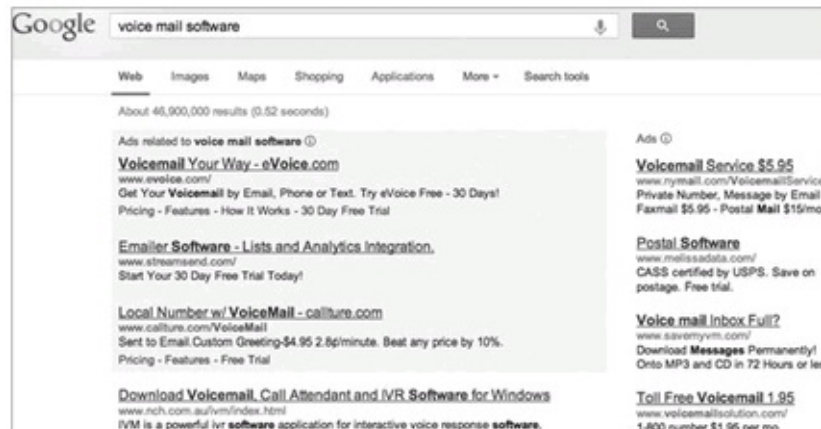 Google voice mail software
Web Images Maps Shopping Applications More Search tools
About 46,900,000 results (0.52 seconds)
Ads related to voice mail software
Voicemail Your Way - eVoice.com
www.evoice.com/
Get Your Voicemail by Email, Phone or Text. Try eVoice Free - 30 Days!
Pricing - Features - How It Works - 30 Day Free Trial
Emailer Software - Lists and Analytics Integration.
www.streamsend.com/
Start Your 30 Day Free Trial Today!
Local Number w/ VoiceMail - callture.com
www.callture.com/VoiceMail
Sent to Email.Custom Greeting-$4.95 2.8¢/minute. Beat any price by 10%.
Pricing - Features - Free Trial
Download Voicemail, Call Attendant and IVR Software for Windows
www.nch.com.au/ivm/index.html
IVM is a powerful ivr software application for interactive voice response software.
Ads
Voicemail Service $5.95
www.nymail.com/VoicemailService
Private Number, Message by Email
Faxmail $5.95 - Postal Mail $15/mo
Postal Software
www.melissadata.com/
CASS certified by USPS. Save on
postage. Free trial.
Voice mail Inbox Full?
www.savemyvm.com/
Download Messages Permanently!
Onto MP3 and CD in 72 Hours or les
Toll Free Voicemail 1.95
www.voicemailsolution.com/
1-800 number $1.95 per mo.